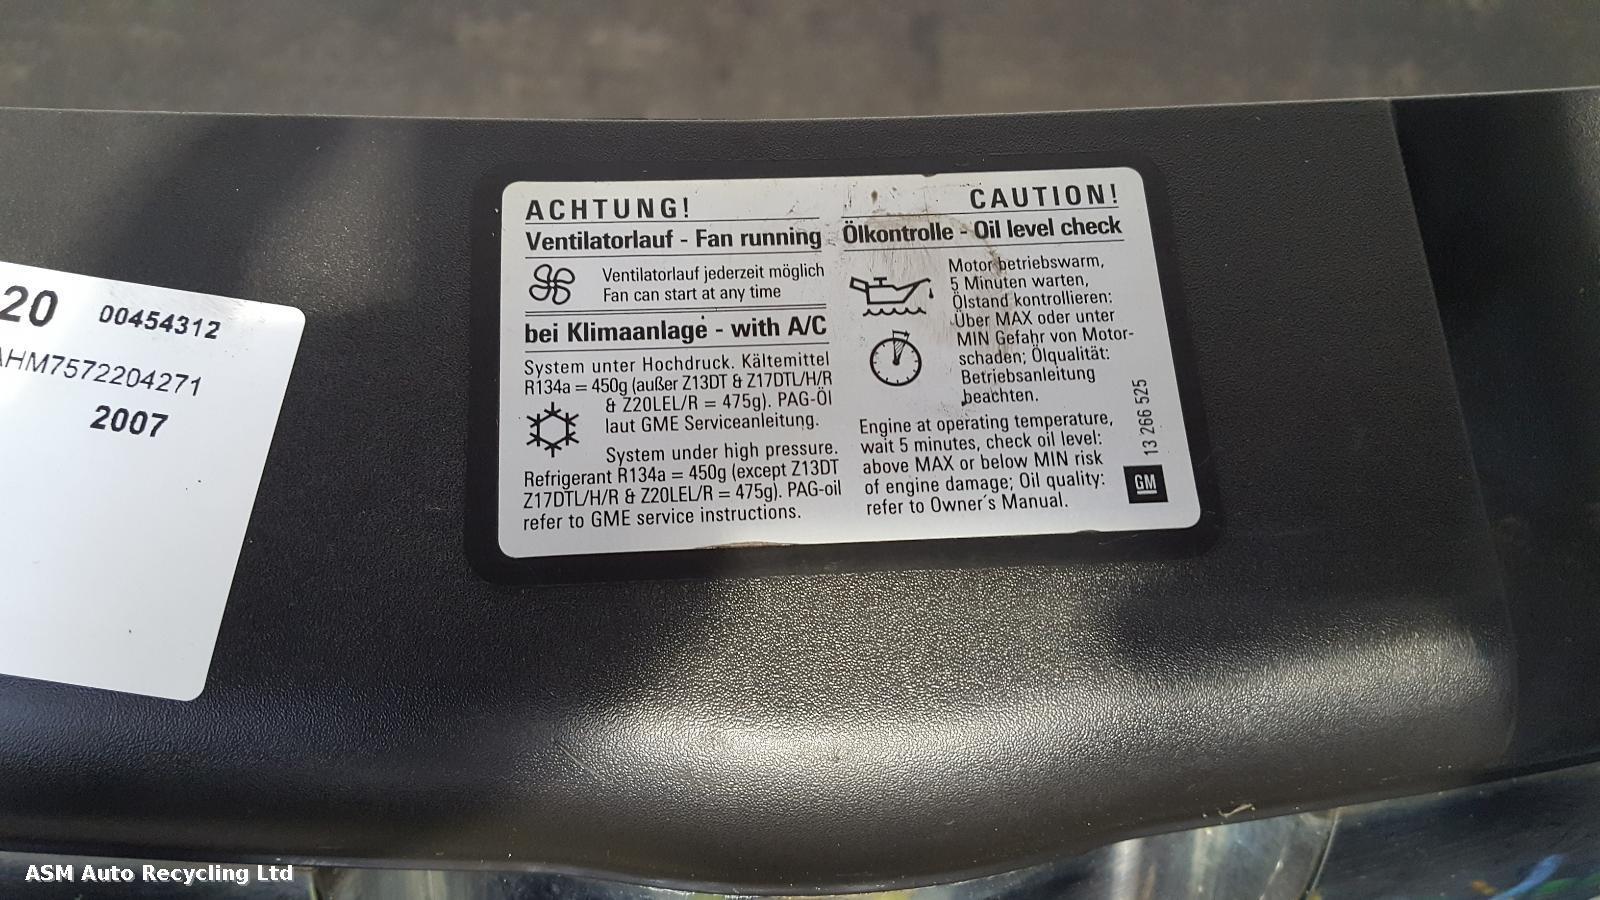 20 00454312
AHM7572204271
2007
ACHTUNG!
Ventilatorlauf - Fan running
Ventilatorlauf jederzeit möglich
Fan can start at any time
bei Klimaanlage - with A/C
System unter Hochdruck. Kältemittel
R134a = 450g (außer Z13DT & Z17DTL/H/R
& Z20LEL/R = 475g). PAG-Öl
laut GME Serviceanleitung.
System under high pressure.
Refrigerant R134a = 450g (except Z13DT
Z17DTL/H/R & Z20LEL/R = 475g). PAG-oil
refer to GME service instructions.
CAUTION!
Ölkontrolle - Oil level check
Motor betriebswarm,
5 Minuten warten,
Ölstand kontrollieren:
Über MAX oder unter
MIN Gefahr von Motor-
schaden; Ölqualität:
Betriebsanleitung
beachten.
Engine at operating temperature,
wait 5 minutes, check oil level:
above MAX or below MIN risk
of engine damage; Oil quality:
refer to Owner´s Manual.
13 266 525
GM
ASM Auto Recycling Ltd